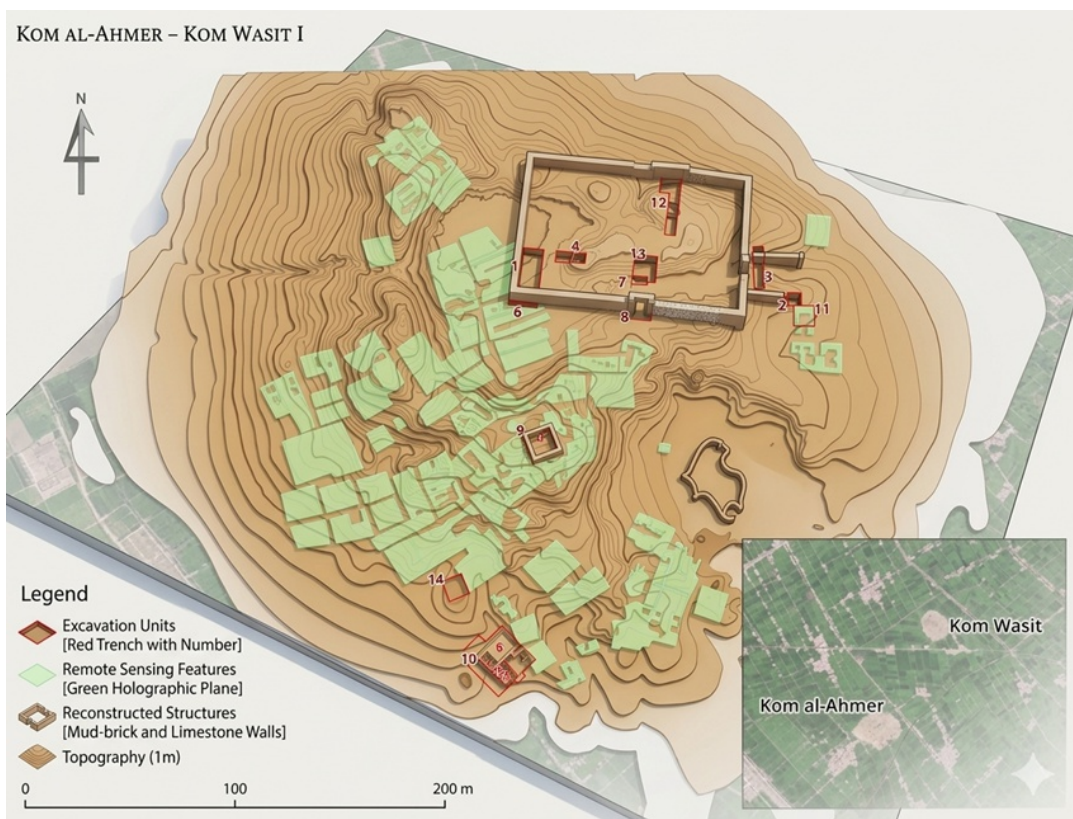 KOM AL-AHMER – KOM WASIT I
N
12
4
13
1
7
3
6
8
2
11
9
14
10
6
Legend
Excavation Units
[Red Trench with Number]
Remote Sensing Features
[Green Holographic Plane]
Reconstructed Structures
[Mud-brick and Limestone Walls]
Topography (1m)
0
100
200 m
Kom Wasit
Kom al-Ahmer